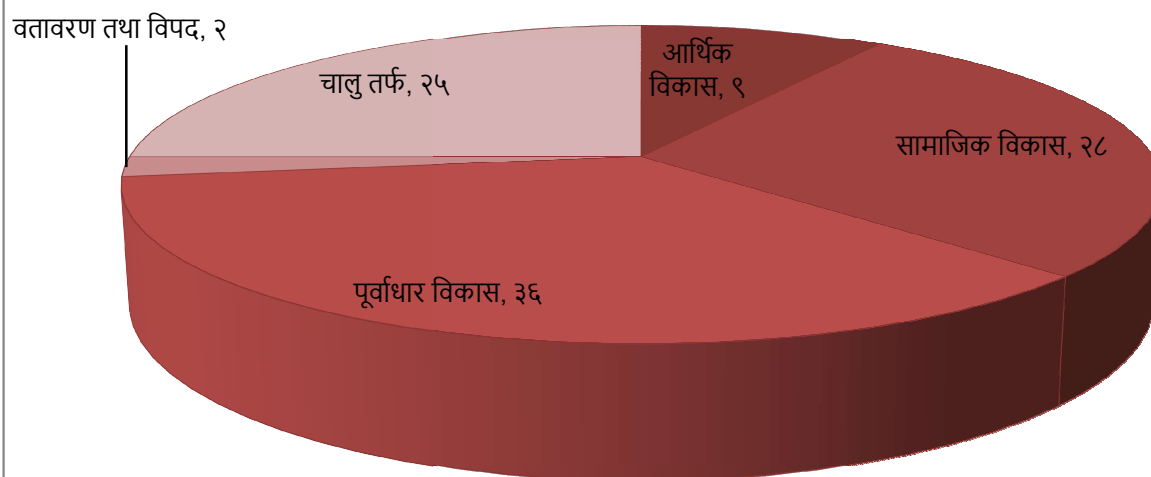 वतावरण तथा विपद, २
चालु तर्फ, २५
आर्थिक
विकास, ९
सामाजिक विकास, २८
पूर्वाधार विकास, ३६